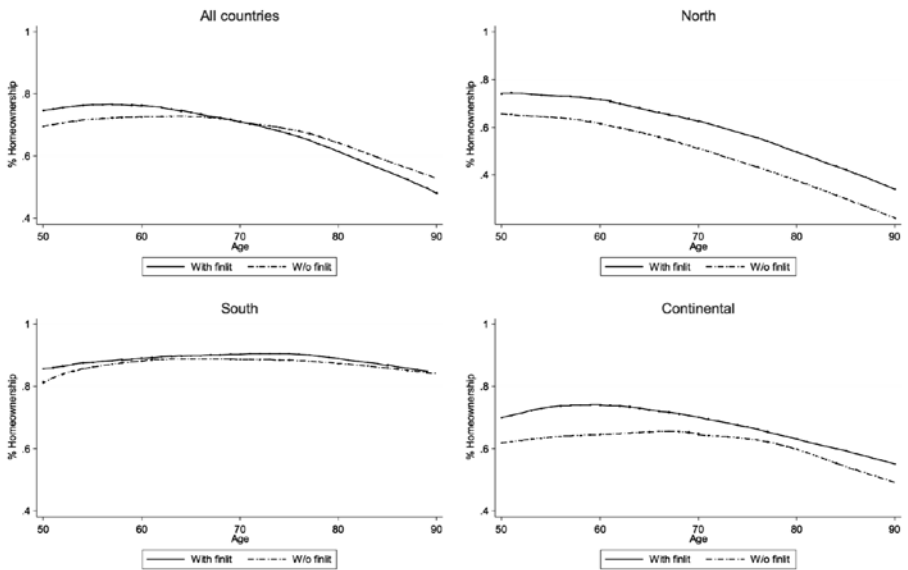 All countries
% Homeownership
1
.8
.6
.4
50 60 70 80 90
Age
With finlit W/o finlit
North
% Homeownership
1
.8
.6
.4
50 60 70 80 90
Age
With finlit W/o finlit
South
% Homeownership
1
.8
.6
.4
50 60 70 80 90
Age
With finlit W/o finlit
Continental
% Homeownership
1
.8
.6
.4
50 60 70 80 90
Age
With finlit W/o finlit